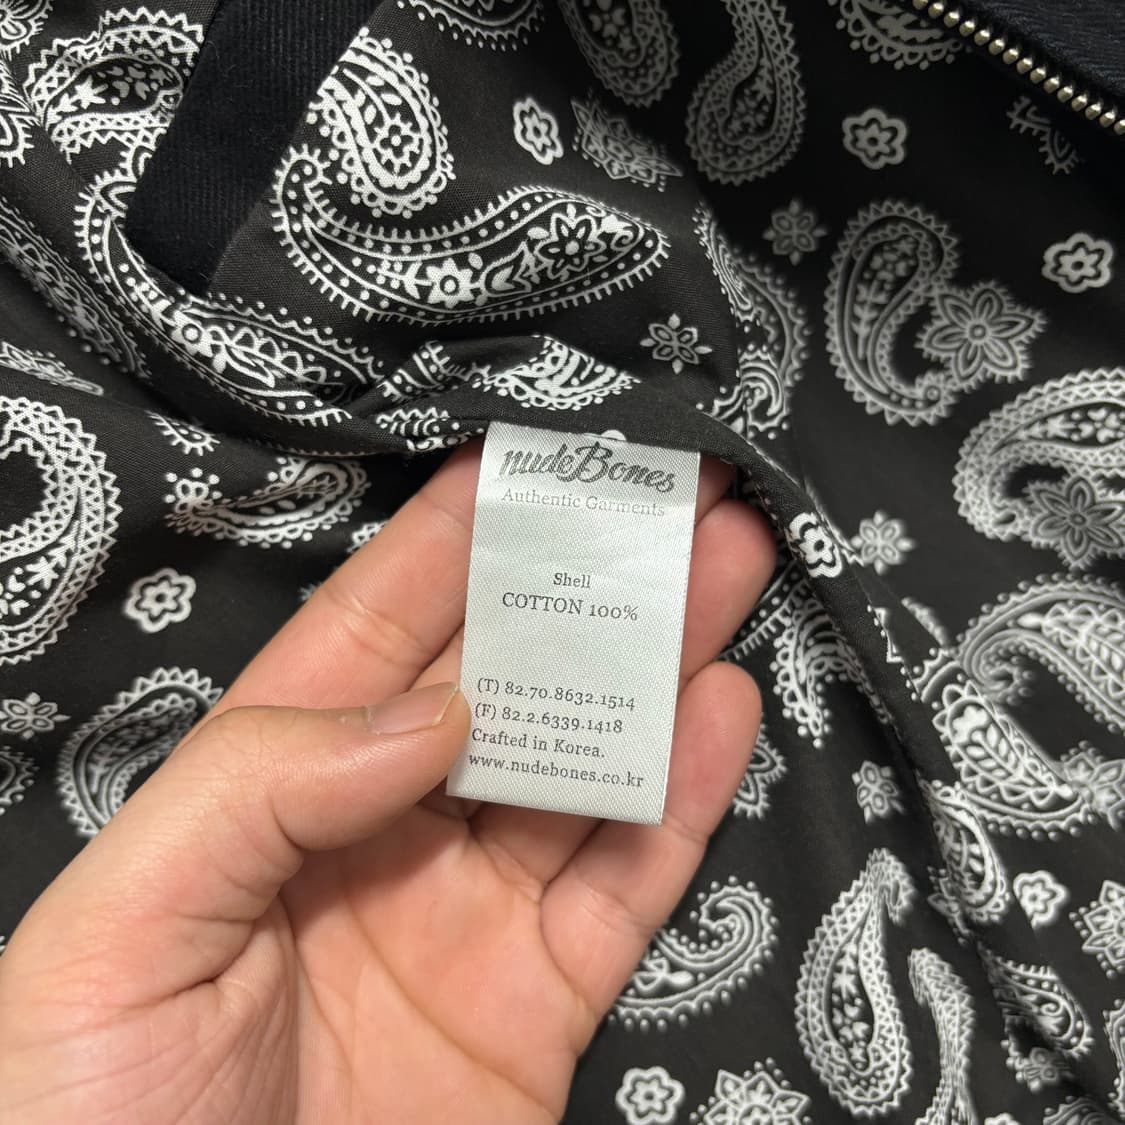 nudeBones
Authentic Garments
Shell
COTTON 100%
(T) 82.70.8632.1514
(F) 82.2.6339.1418
Crafted in Korea.
www.nudebones.co.kr